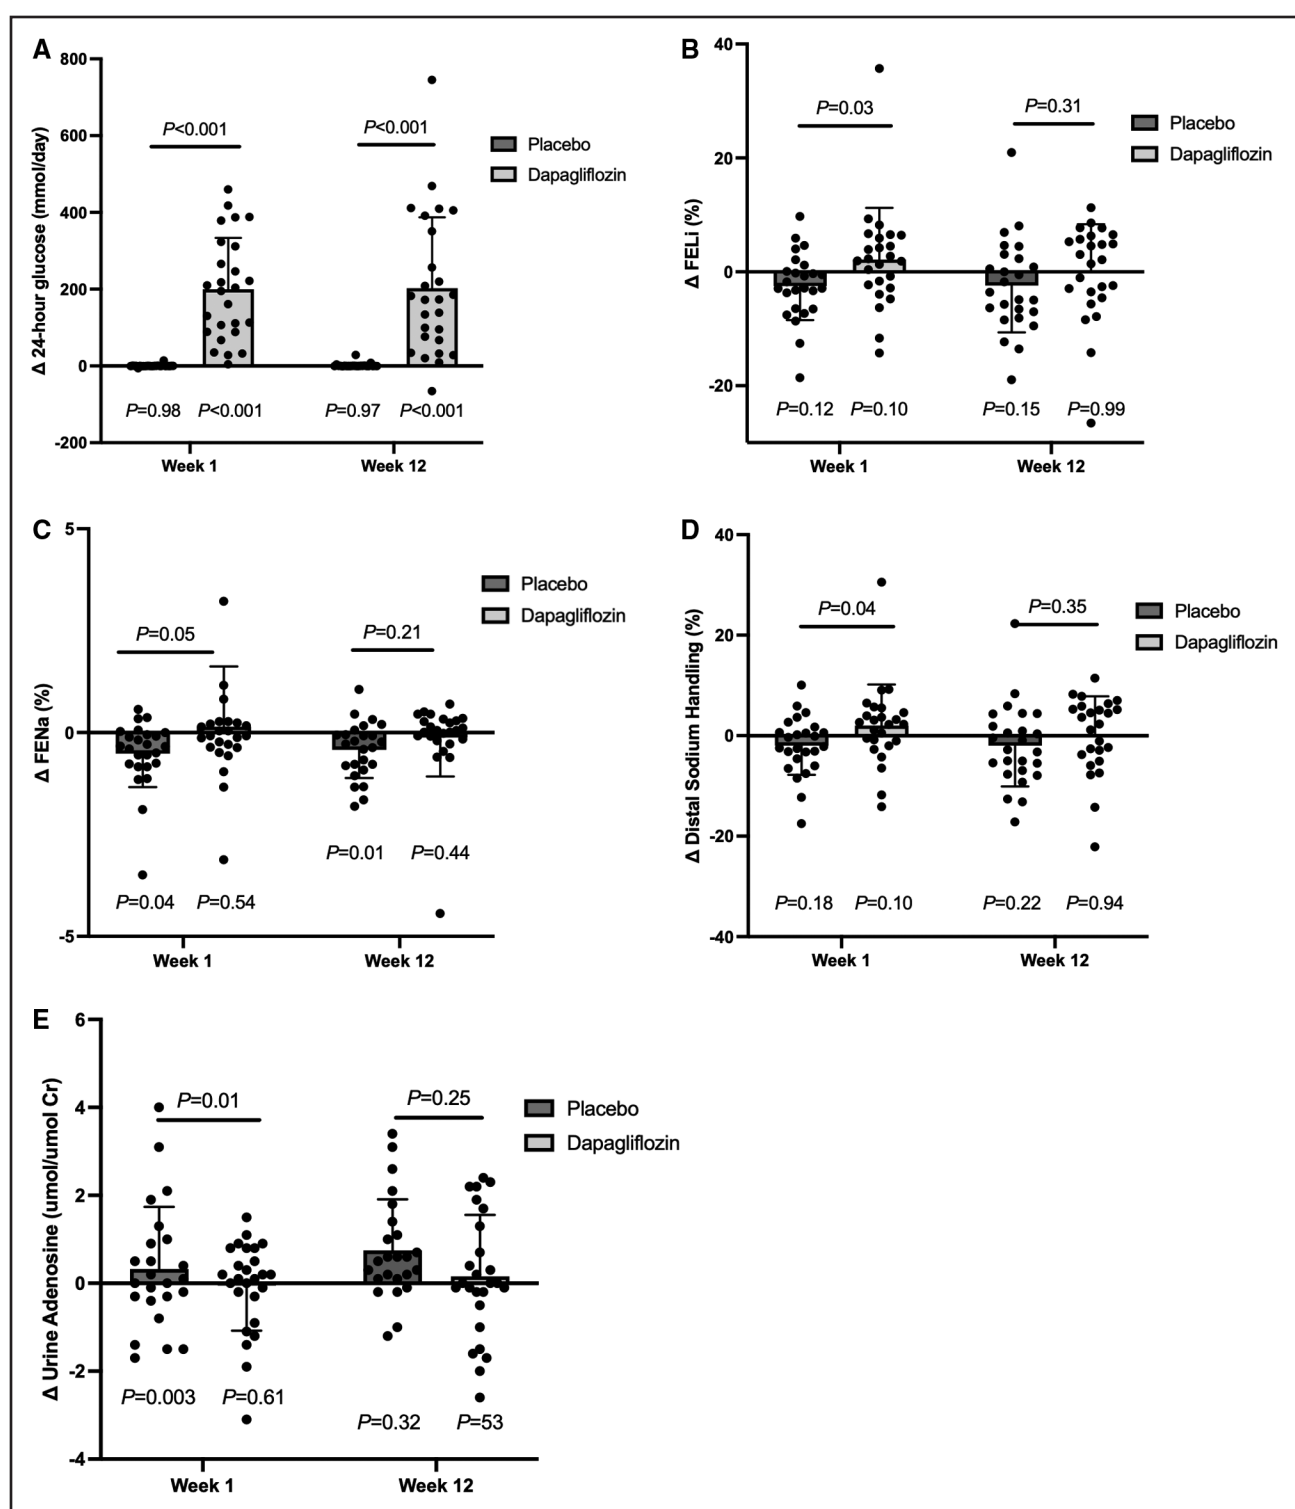 A
Δ 24-hour glucose (mmol/day)
800
600
400
200
0
-200
P<0.001
P<0.001
Placebo
Dapagliflozin
P=0.98
P<0.001
P=0.97
P<0.001
Week 1
Week 12
B
Δ FELi (%)
40
20
0
-20
P=0.03
P=0.31
Placebo
Dapagliflozin
P=0.12
P=0.10
P=0.15
P=0.99
Week 1
Week 12
C
Δ FENa (%)
5
0
-5
P=0.05
P=0.21
Placebo
Dapagliflozin
P=0.04
P=0.54
P=0.01
P=0.44
Week 1
Week 12
D
Δ Distal Sodium Handling (%)
40
20
0
-20
-40
P=0.04
P=0.35
Placebo
Dapagliflozin
P=0.18
P=0.10
P=0.22
P=0.94
Week 1
Week 12
E
Δ Urine Adenosine (umol/umol Cr)
6
4
2
0
-2
-4
P=0.01
P=0.25
Placebo
Dapagliflozin
P=0.003
P=0.61
P=0.32
P=53
Week 1
Week 12